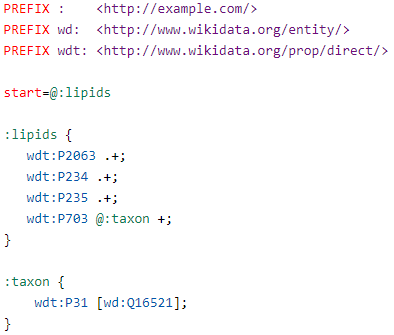 PREFIX :    <http://example.com/>
PREFIX wd:  <http://www.wikidata.org/entity/>
PREFIX wdt: <http://www.wikidata.org/prop/direct/>

start=@:lipids

:lipids {
   wdt:P2063 .+;
   wdt:P234 .+;
   wdt:P235 .+;
   wdt:P703 @:taxon +;
}

:taxon {
    wdt:P31 [wd:Q16521];
}